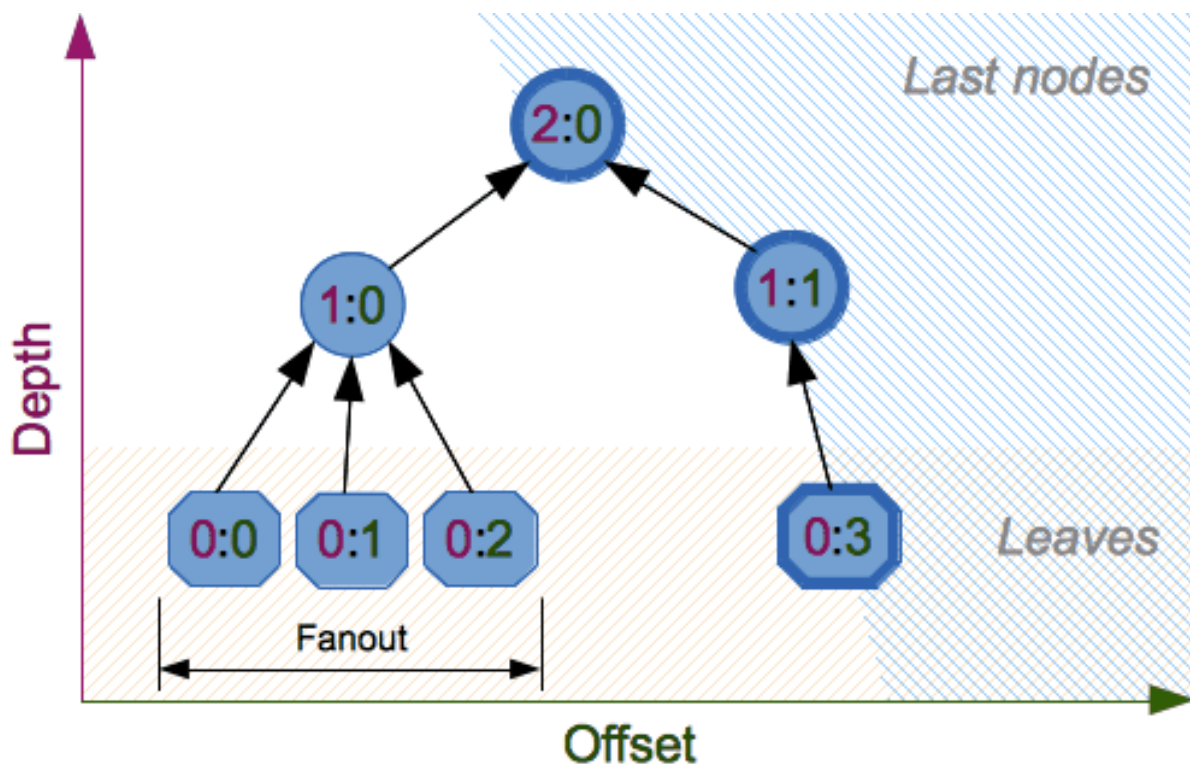 Last nodes
2:0
1:0
1:1
Depth
0:0 0:1 0:2 0:3
Leaves
Fanout
Offset